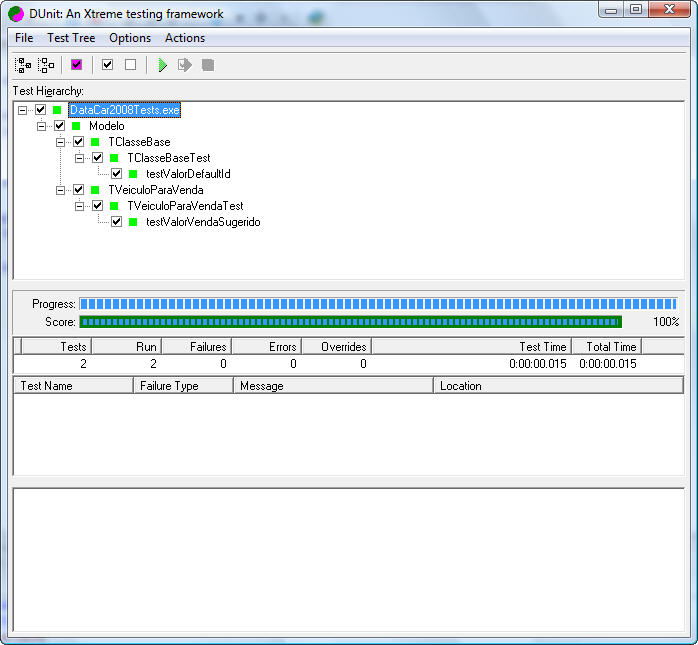 DUnit: An Xtreme testing framework
File Test Tree Options Actions
Test Hierarchy:
DataCar2008Tests.exe
Modelo
TClasseBase
TClasseBaseTest
testValorDefaultId
TVeiculoParaVenda
TVeiculoParaVendaTest
testValorVendaSugerido
Progress:
Score: 100%
Tests Run Failures Errors Overrides Test Time Total Time
2 2 0 0 0 0:00:00.015 0:00:00.015
Test Name Failure Type Message Location